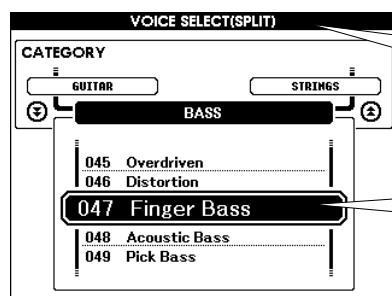 VOICE SELECT(SPLIT)
CATEGORY
GUITAR STRINGS
BASS
045 Overdriven
046 Distortion
047 Finger Bass
048 Acoustic Bass
049 Pick Bass